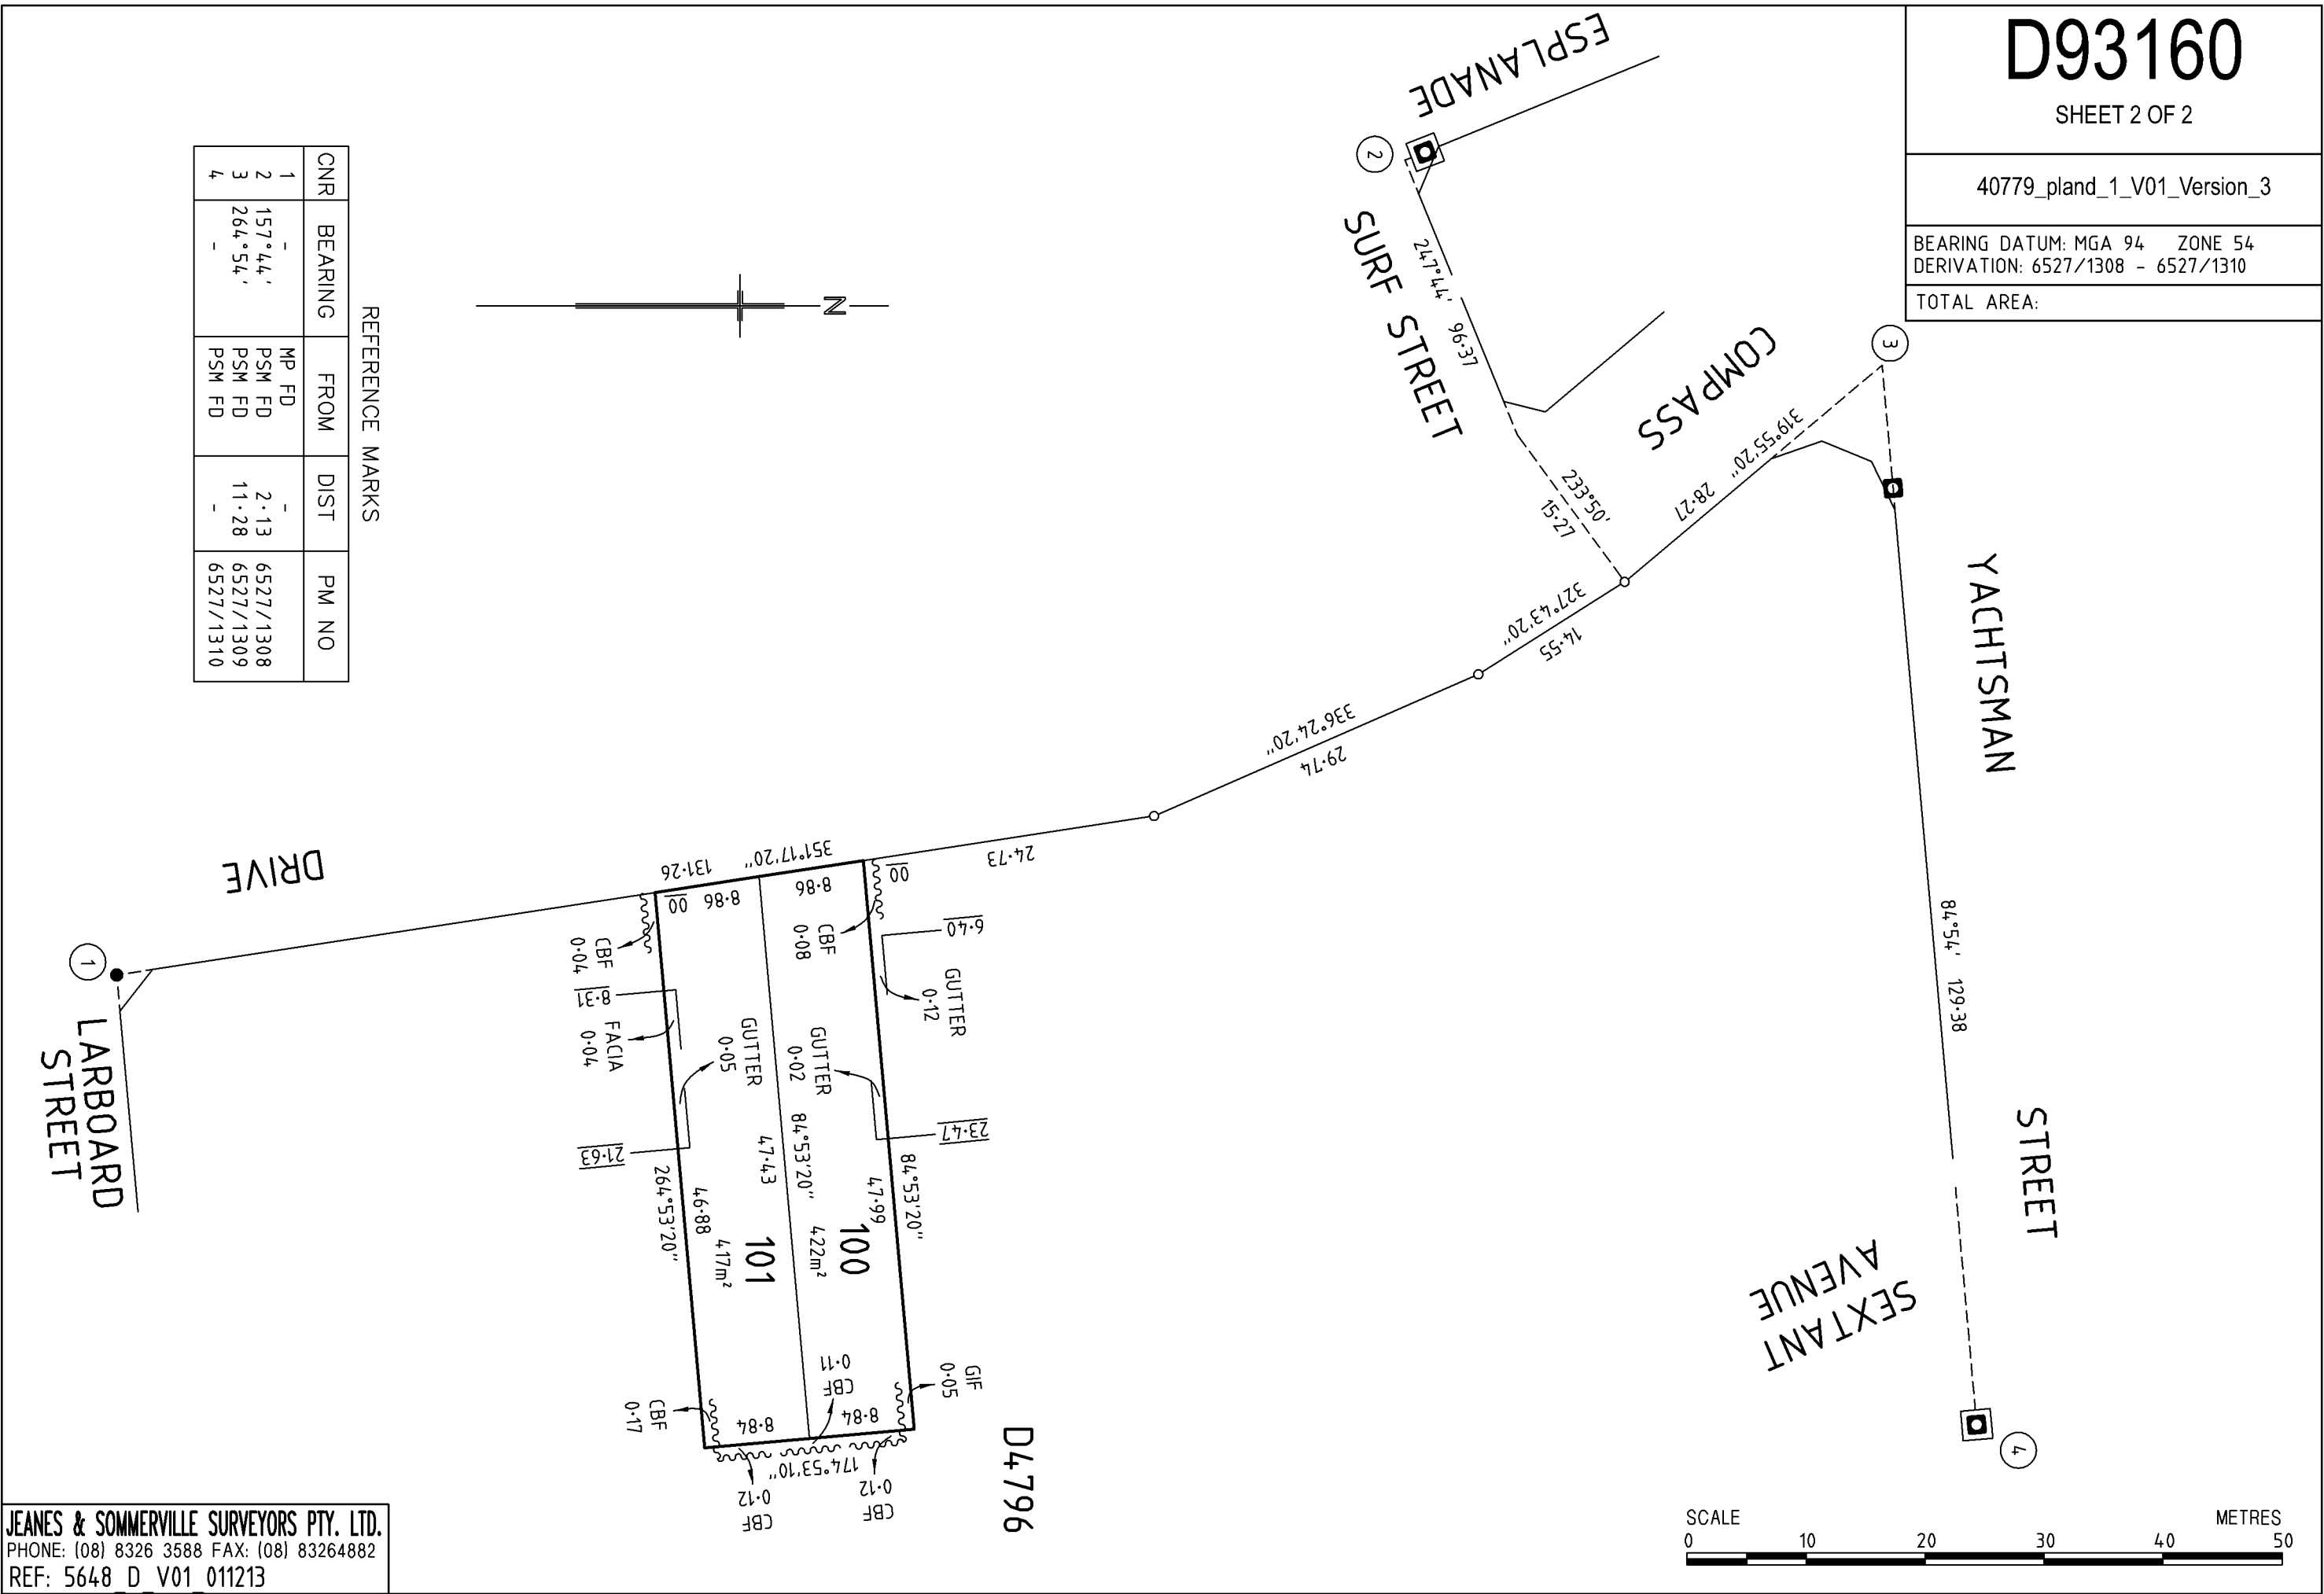 D93160
SHEET 2 OF 2
40779_pland_1_V01_Version_3
BEARING DATUM: MGA 94 ZONE 54
DERIVATION: 6527/1308 - 6527/1310
TOTAL AREA:
REFERENCE MARKS
CNR BEARING FROM DIST PM NO
1 - MP FD -
2 157°44' PSM FD 2·13 6527/1308
3 264°54' PSM FD 11·28 6527/1309
4 - PSM FD - 6527/1310
N
ESPLANADE
2
SURF STREET
247°44' 96·37
COMPASS
3
319°55'20"
28·27
233°50'
15·27
327°43'20"
14·55
336°24'20"
29·74
YACHTSMAN
STREET
84°54' 129·38
SEXTANT
AVENUE
4
DRIVE
1
LARBOARD
STREET
131·26
351°17'20"
24·73
00
8·86
8·86
00
CBF
0·04
CBF
0·08
6·40
GUTTER
0·12
8·31
FACIA
0·04
GUTTER
0·05
GUTTER
0·02
21·63
23·47
264°53'20"
46·88
47·43
84°53'20"
47·99
84°53'20"
101
417m²
100
422m²
CBF
0·11
GIF
0·05
CBF
0·17
8·84
8·84
174°53'10"
CBF
0·12
CBF
0·12
D4796
JEANES & SOMMERVILLE SURVEYORS PTY. LTD.
PHONE: (08) 8326 3588 FAX: (08) 83264882
REF: 5648_D_V01_011213
SCALE METRES
0 10 20 30 40 50